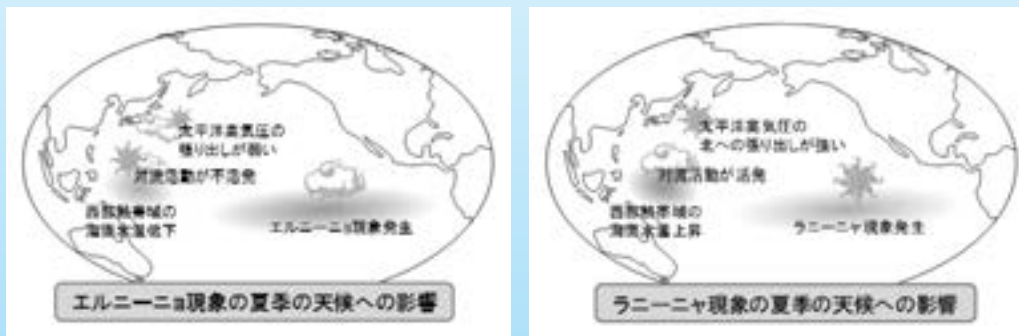 太平洋高気圧の
張り出しが弱い
対流活動が不活発
西部熱帯域の
海面水温低下
エルニーニョ現象発生
エルニーニョ現象の夏季の天候への影響
太平洋高気圧の
北への張り出しが強い
対流活動が活発
西部熱帯域の
海面水温上昇
ラニーニャ現象発生
ラニーニャ現象の夏季の天候への影響